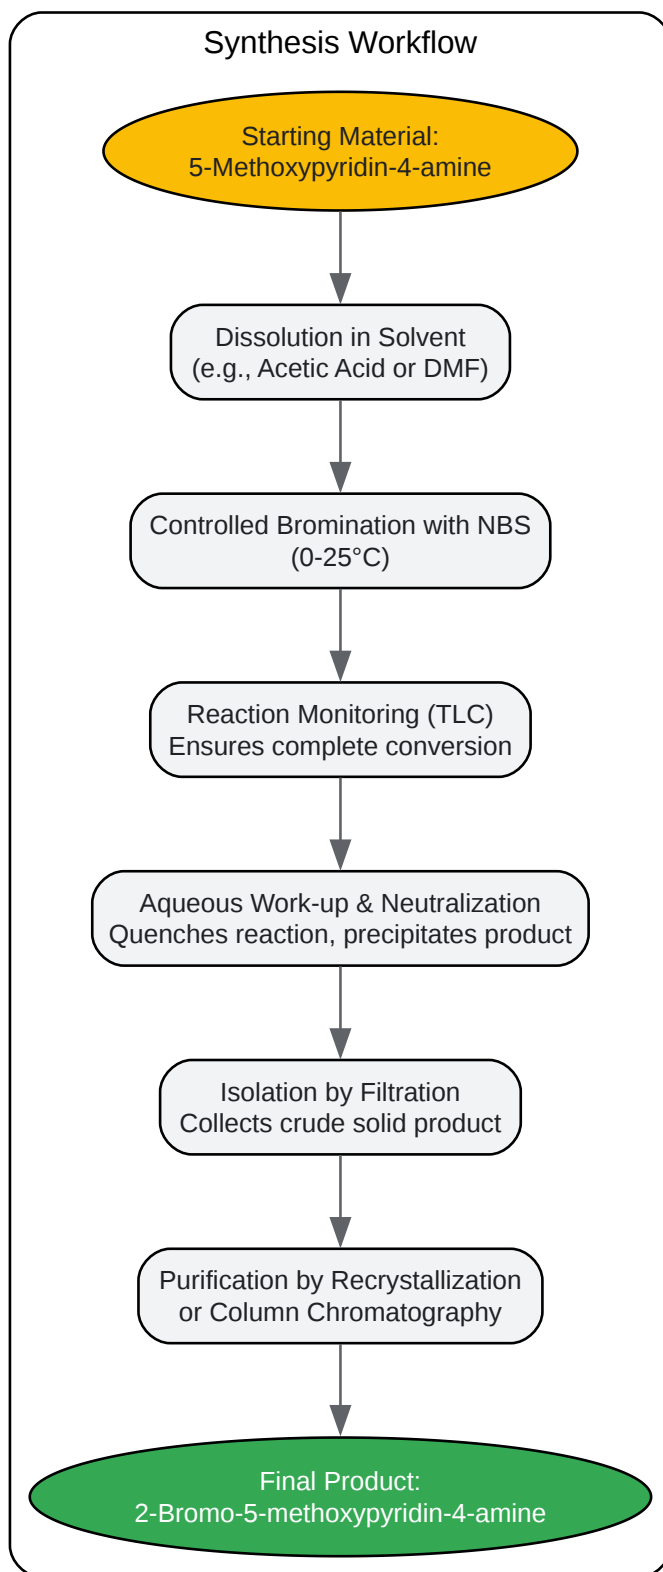 Synthesis Workflow
Starting Material:
5-Methoxypyridin-4-amine
Dissolution in Solvent
(e.g., Acetic Acid or DMF)
Controlled Bromination with NBS
(0-25°C)
Reaction Monitoring (TLC)
Ensures complete conversion
Aqueous Work-up & Neutralization
Quenches reaction, precipitates product
Isolation by Filtration
Collects crude solid product
Purification by Recrystallization
or Column Chromatography
Final Product:
2-Bromo-5-methoxypyridin-4-amine